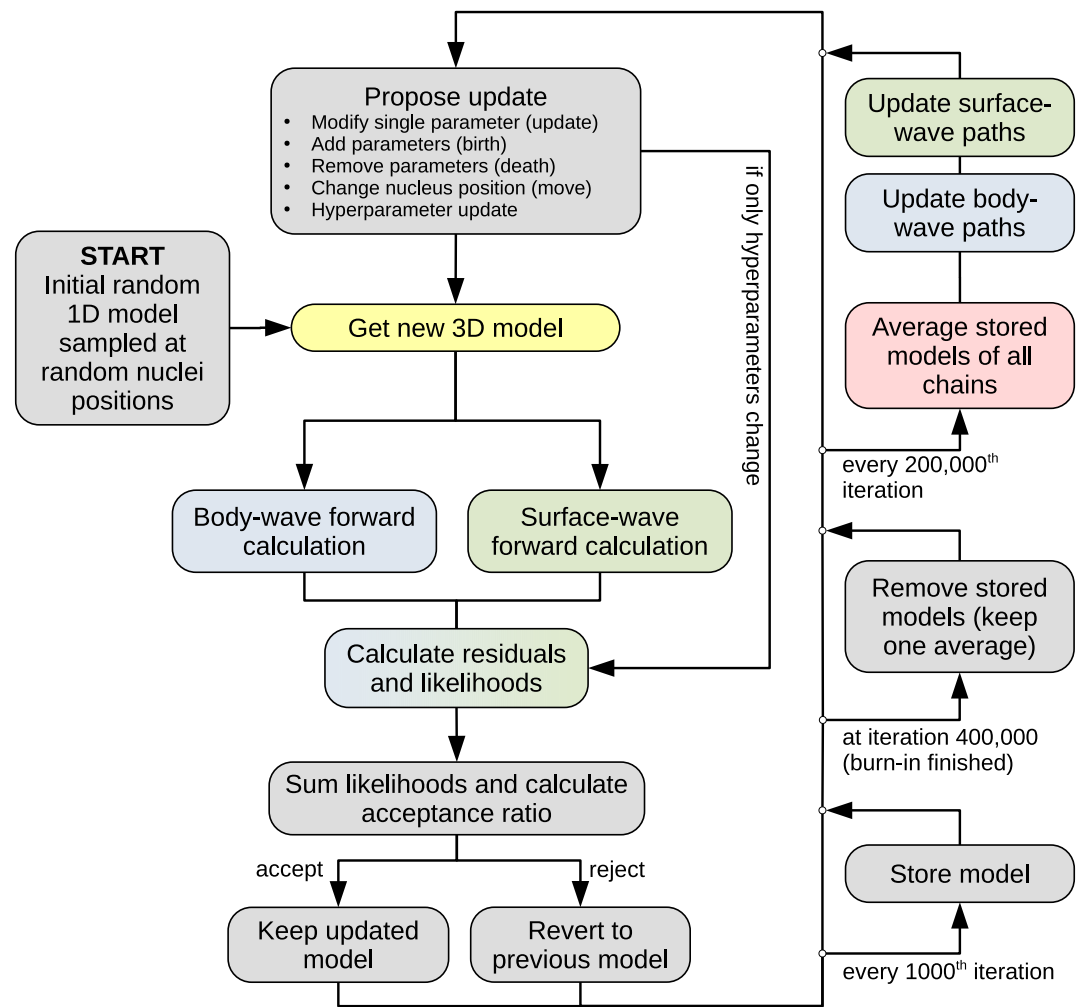 Propose update
• Modify single parameter (update)
• Add parameters (birth)
• Remove parameters (death)
• Change nucleus position (move)
• Hyperparameter update
START
Initial random
1D model
sampled at
random nuclei
positions
Get new 3D model
if only hyperparameters change
Body-wave forward
calculation
Surface-wave
forward calculation
Calculate residuals
and likelihoods
Sum likelihoods and calculate
acceptance ratio
accept
reject
Keep updated
model
Revert to
previous model
Update surface-
wave paths
Update body-
wave paths
Average stored
models of all
chains
every 200,000th
iteration
Remove stored
models (keep
one average)
at iteration 400,000
(burn-in finished)
Store model
every 1000th iteration